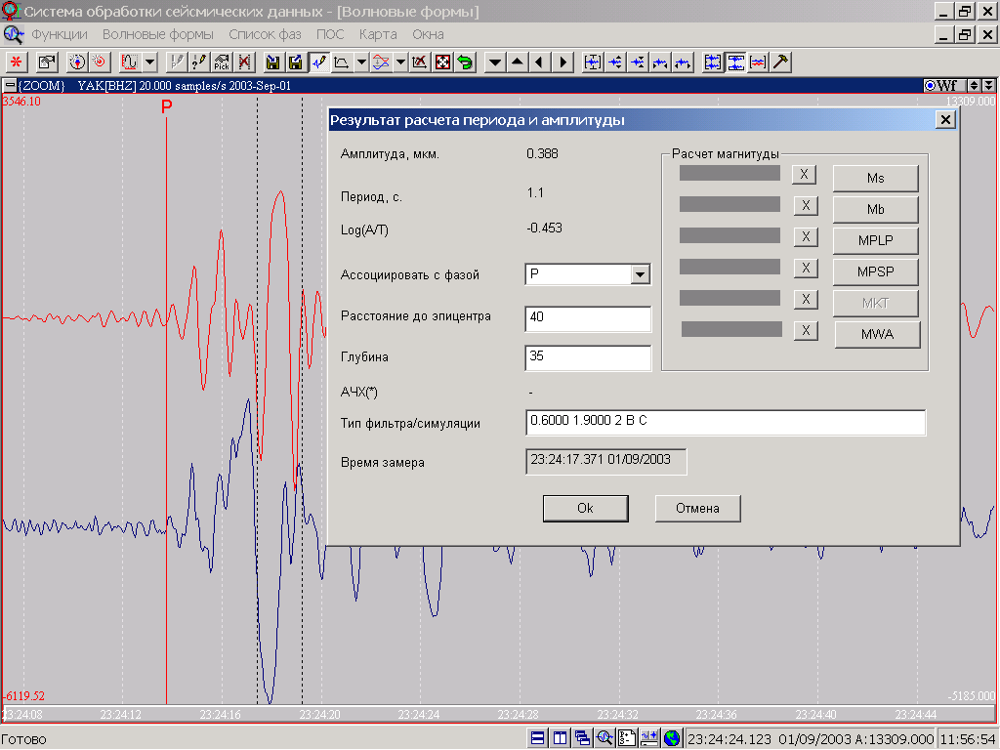 Система обработки сейсмических данных - [Волновые формы]
Функции Волновые формы Список фаз ПОС Карта Окна
Pick
{ZOOM} YAK[BHZ] 20.000 samples/s 2003-Sep-01 Wf
3546.10 13309.000
P
Результат расчета периода и амплитуды
Амплитуда, мкм. 0.388
Период, с. 1.1
Log(A/T) -0.453
Ассоциировать с фазой P
Расстояние до эпицентра 40
Глубина 35
АЧХ(*) -
Тип фильтра/симуляции 0.6000 1.9000 2 B C
Время замера 23:24:17.371 01/09/2003
Ok Отмена
Расчет магнитуды
X Ms
X Mb
X MPLP
X MPSP
X MKT
X MWA
-6119.52 -5185.000
23:24:08 23:24:12 23:24:16 23:24:20 23:24:24 23:24:28 23:24:32 23:24:36 23:24:40 23:24:44
Готово 23:24:24.123 01/09/2003 A:13309.000 11:56:54